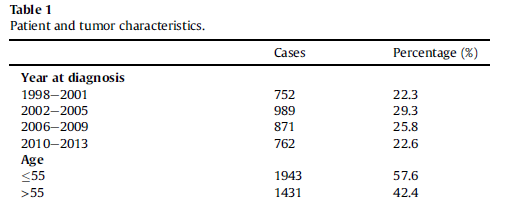 Table 1
Patient and tumor characteristics.
Cases Percentage (%)
Year at diagnosis
1998−2001 752 22.3
2002−2005 989 29.3
2006−2009 871 25.8
2010−2013 762 22.6
Age
≤55 1943 57.6
>55 1431 42.4